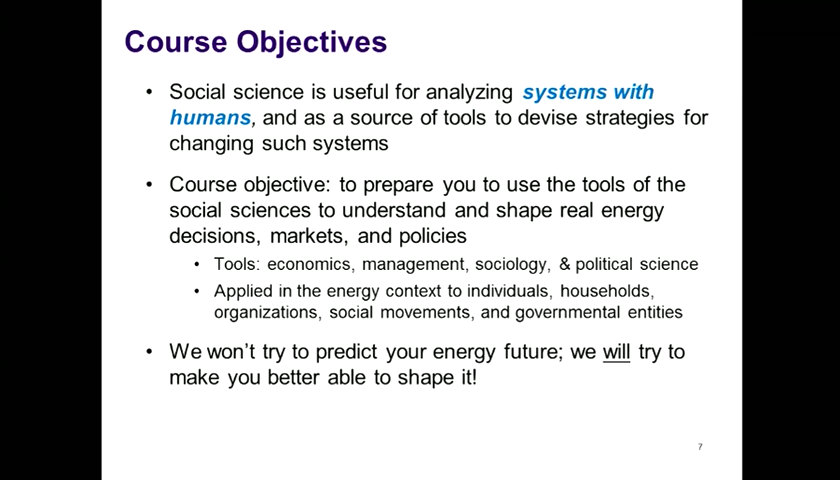 Course Objectives
• Social science is useful for analyzing systems with
humans, and as a source of tools to devise strategies for
changing such systems
• Course objective: to prepare you to use the tools of the
social sciences to understand and shape real energy
decisions, markets, and policies
• Tools: economics, management, sociology, & political science
• Applied in the energy context to individuals, households,
organizations, social movements, and governmental entities
• We won’t try to predict your energy future; we will try to
make you better able to shape it!
7